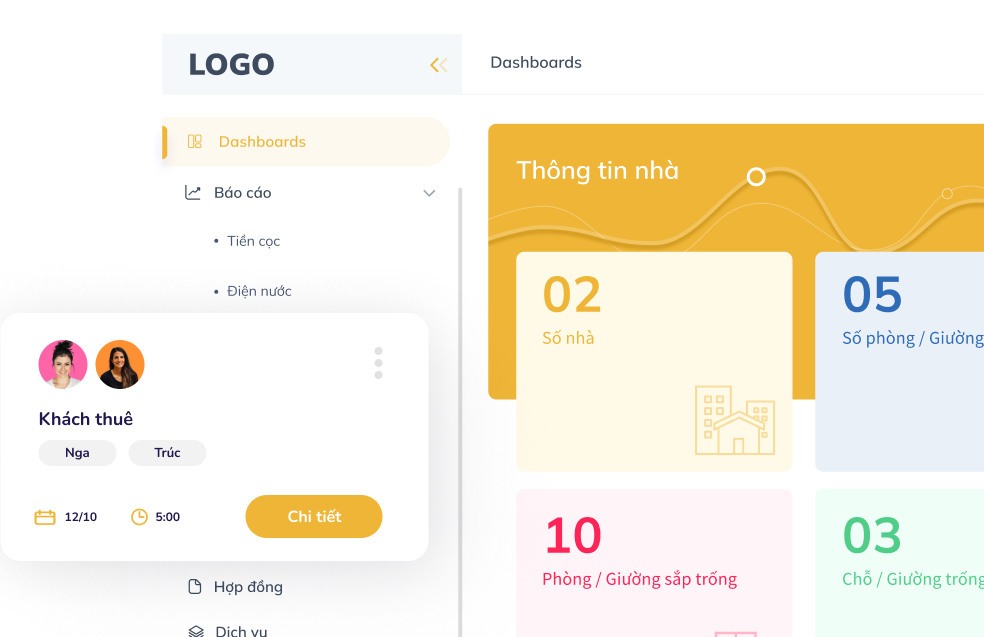 LOGO
Dashboards
Dashboards
Báo cáo
Tiền cọc
Điện nước
Khách thuê
Nga
Trúc
12/10
5:00
Chi tiết
Hợp đồng
Dịch vụ
Thông tin nhà
02
Số nhà
05
Số phòng / Giường
10
Phòng / Giường sắp trống
03
Chỗ / Giường trống